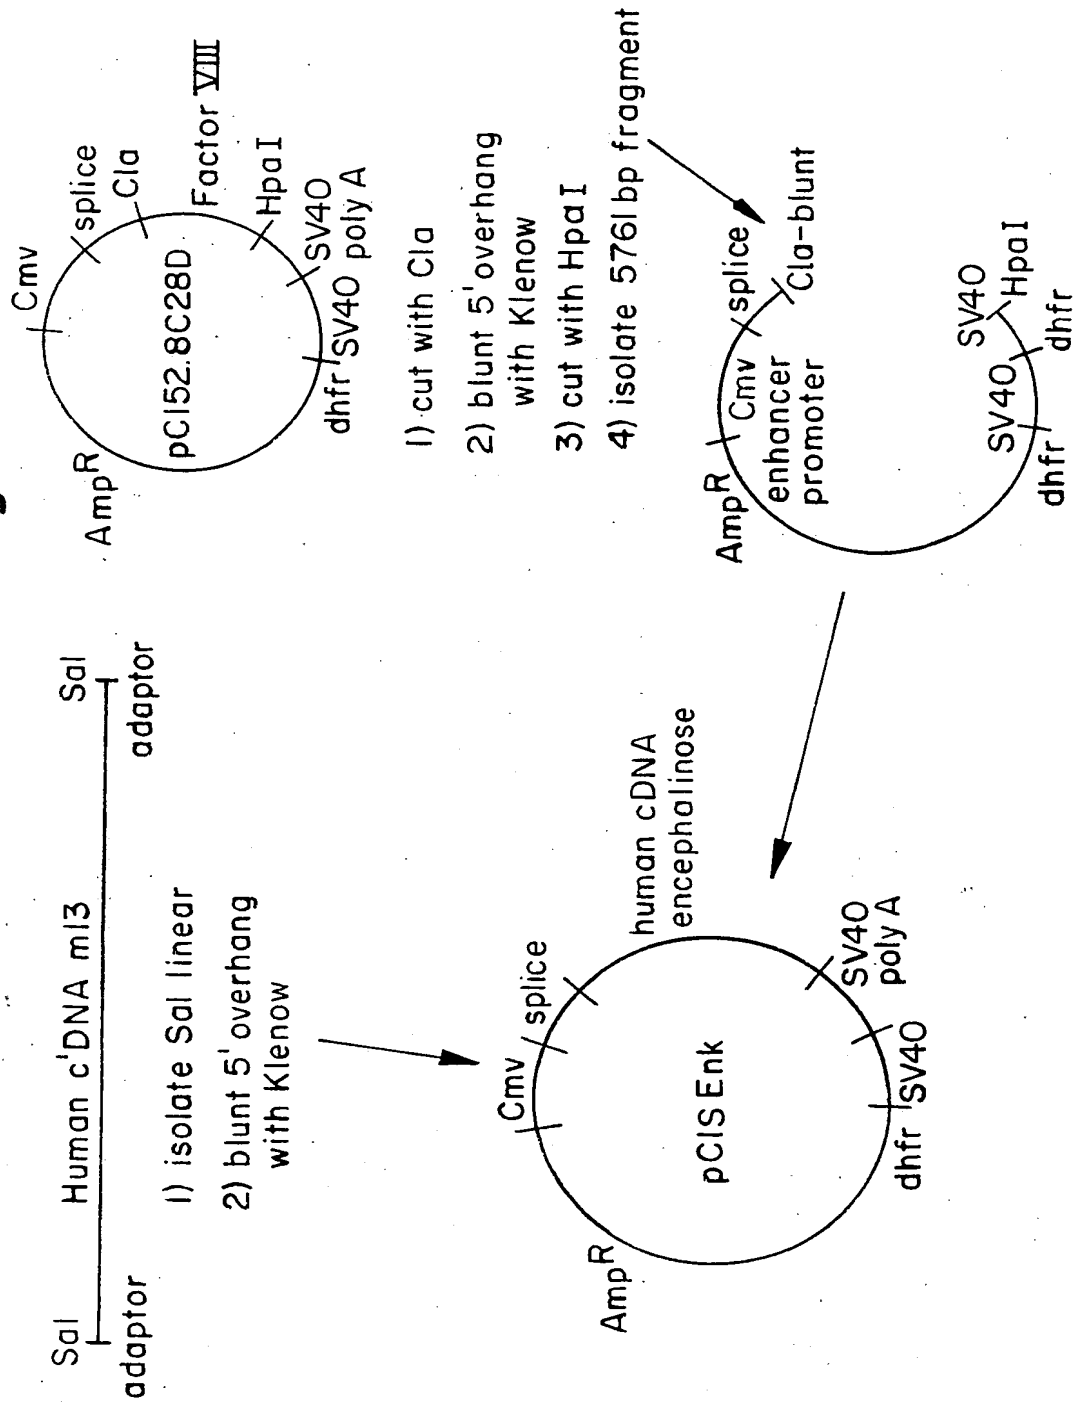 Sal
adaptor
Human c'DNA m13
Sal
adaptor
1) isolate Sal linear
2) blunt 5' overhang
with Klenow
Cmv
splice
Cla
Factor VIII
HpaI
SV40
poly A
SV40
dhfr
AmpR
pCI52.8C28D
1) cut with Cla
2) blunt 5' overhang
with Klenow
3) cut with HpaI
4) isolate 5761 bp fragment
AmpR
Cmv
enhancer
promoter
splice
Cla-blunt
SV40
HpaI
dhfr
SV40
dhfr
AmpR
Cmv
splice
human cDNA
encephalinose
SV40
poly A
SV40
dhfr
pCIS Enk